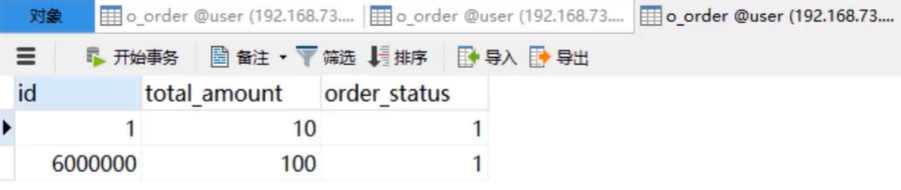 对象 o_order @user (192.168.73.... o_order @user (192.168.73.... o_order @user (192.168.73....
开始事务 备注 筛选 排序 导入 导出
id total_amount order_status
1 10 1
6000000 100 1